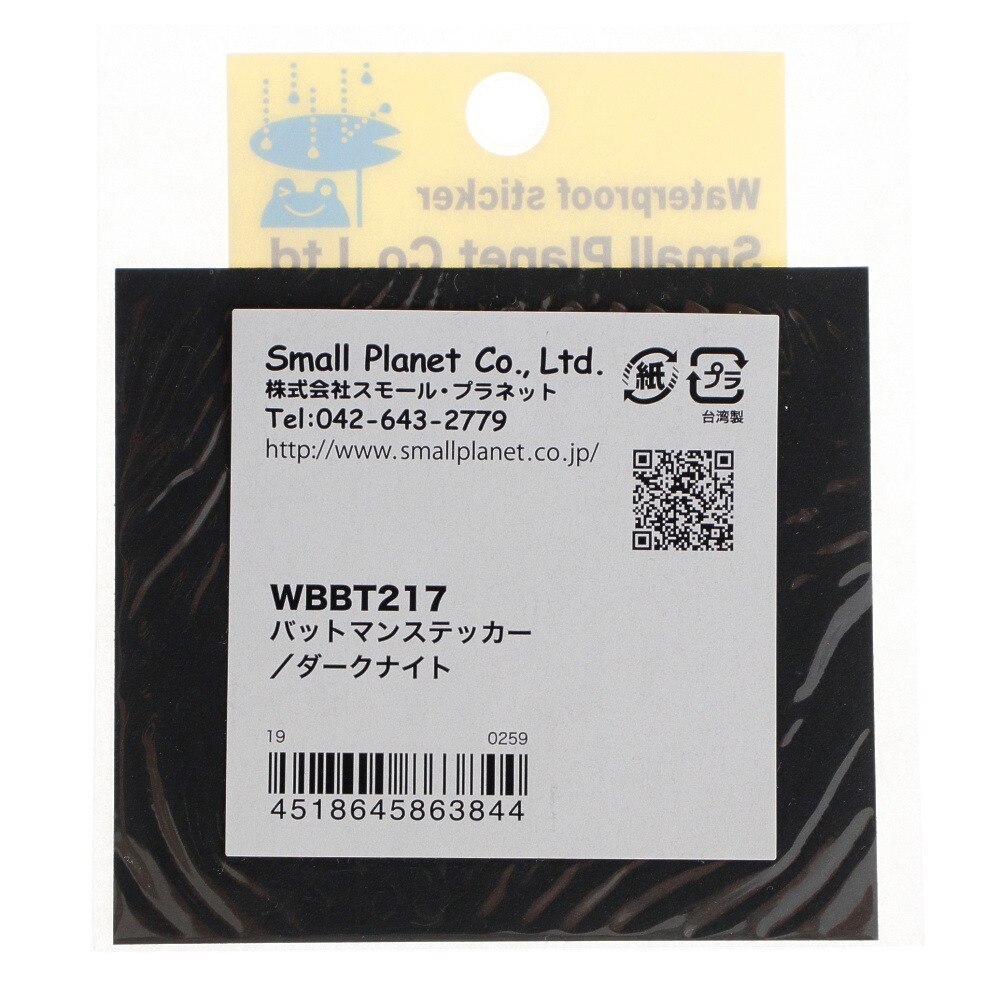 Waterproof sticker
Small Planet Co., Ltd
Small Planet Co., Ltd.
株式会社スモール・プラネット
Tel:042-643-2779
http://www.smallplanet.co.jp/
紙
プラ
台湾製
WBBT217
バットマンステッカー
/ダークナイト
19 0259
4518645863844